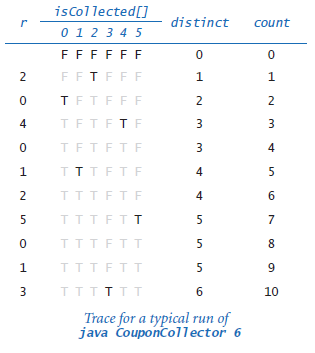 r isCollected[] distinct count
0 1 2 3 4 5
F F F F F F 0 0
2 F F T F F F 1 1
0 T F T F F F 2 2
4 T F T F T F 3 3
0 T F T F T F 3 4
1 T T T F T F 4 5
2 T T T F T F 4 6
5 T T T F T T 5 7
0 T T T F T T 5 8
1 T T T F T T 5 9
3 T T T T T T 6 10
Trace for a typical run of
java CouponCollector 6